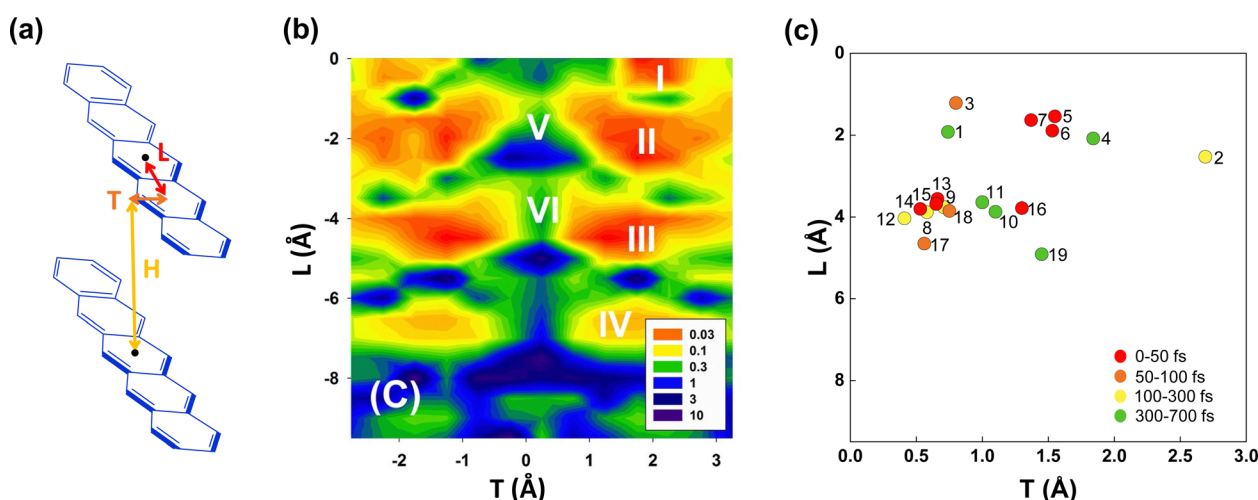 (a)
L
T
H
(b)
L (Å)
0
-2
-4
-6
-8
I
II
III
IV
V
VI
(C)
0.03
0.1
0.3
1
3
10
-2
-1
0
1
2
3
T (Å)
(c)
L (Å)
0
2
4
6
8
3
7
5
6
1
4
2
13
15
9
14
12
8
18
11
10
16
17
19
0-50 fs
50-100 fs
100-300 fs
300-700 fs
0.0
0.5
1.0
1.5
2.0
2.5
3.0
T (Å)